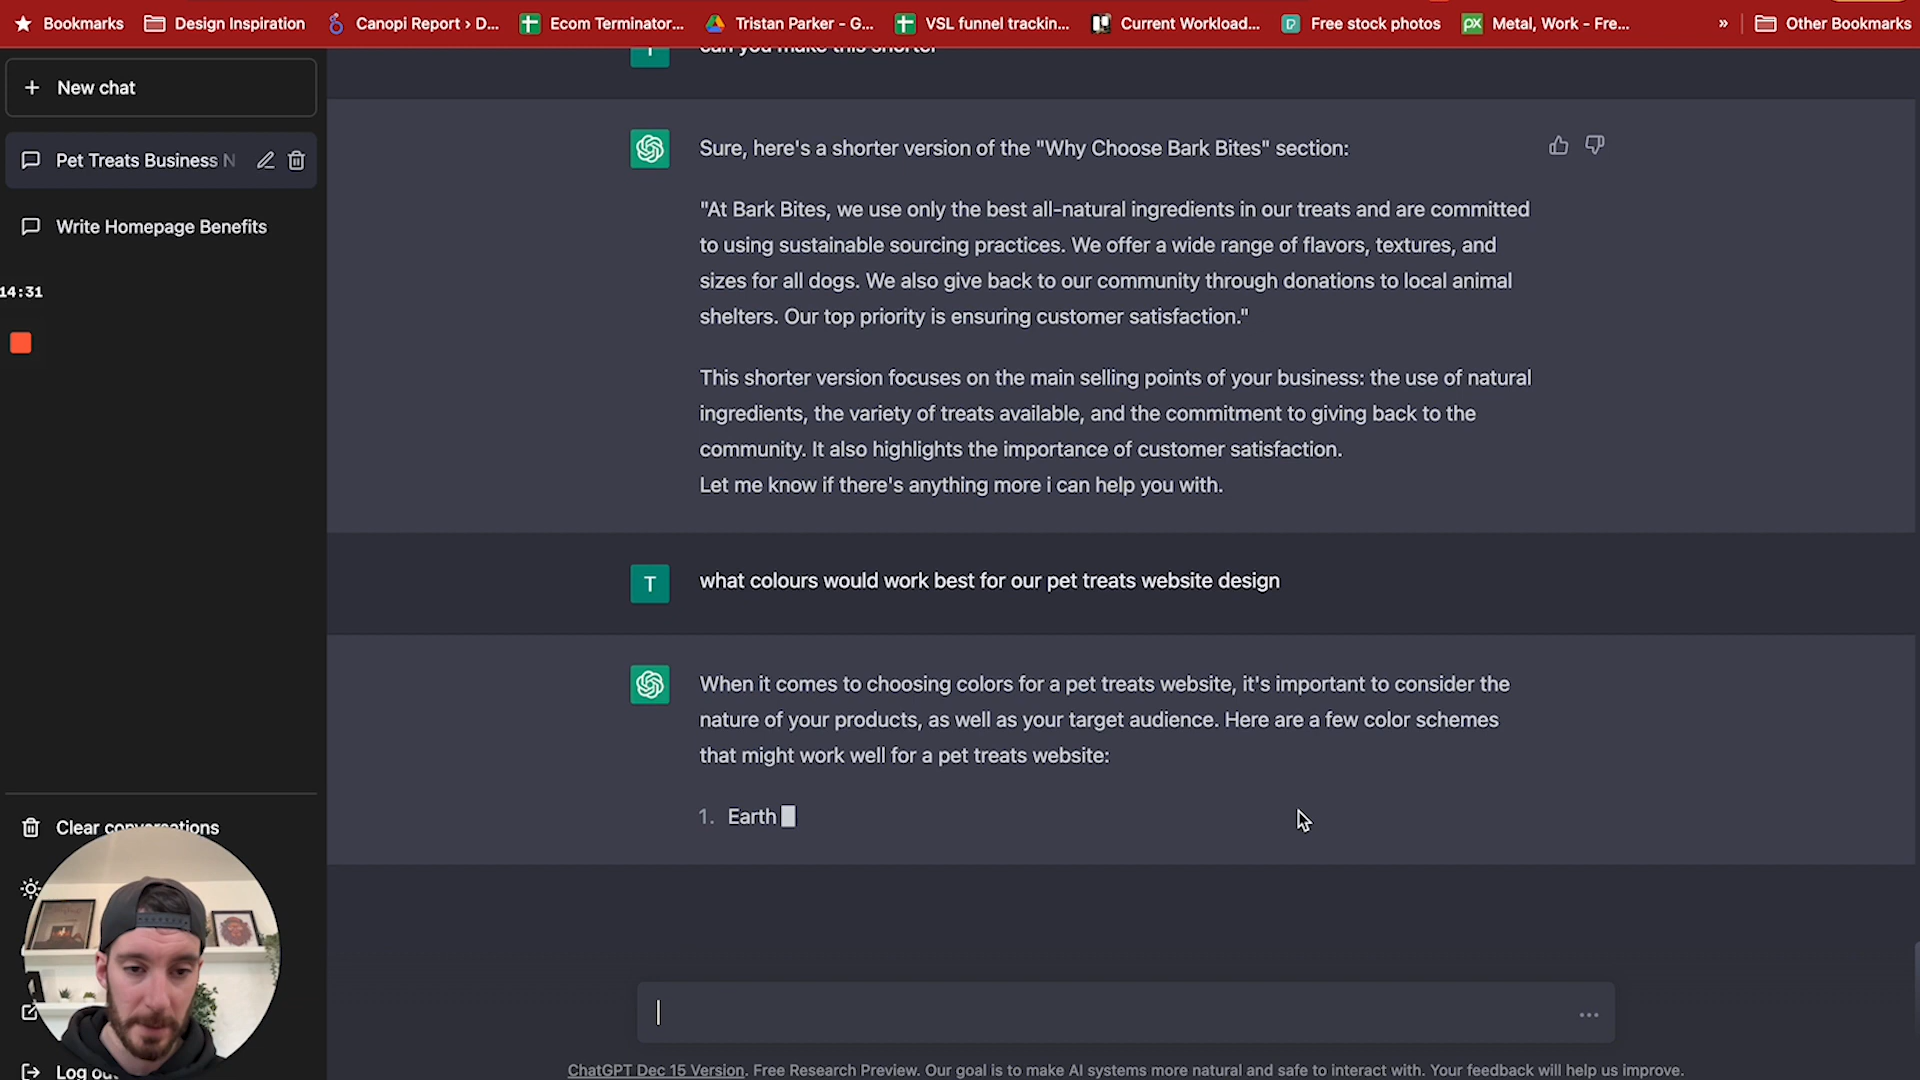 Bookmarks
Design Inspiration
Canopi Report › D...
Ecom Terminator...
Tristan Parker - G...
VSL funnel trackin...
Current Workload...
Free stock photos
PX
Metal, Work - Fre...
»
Other Bookmarks
+ New chat
Pet Treats Business N
Write Homepage Benefits
14:31
T
can you make this shorter
Sure, here's a shorter version of the "Why Choose Bark Bites" section:
"At Bark Bites, we use only the best all-natural ingredients in our treats and are committed
to using sustainable sourcing practices. We offer a wide range of flavors, textures, and
sizes for all dogs. We also give back to our community through donations to local animal
shelters. Our top priority is ensuring customer satisfaction."
This shorter version focuses on the main selling points of your business: the use of natural
ingredients, the variety of treats available, and the commitment to giving back to the
community. It also highlights the importance of customer satisfaction.
Let me know if there's anything more i can help you with.
T
what colours would work best for our pet treats website design
When it comes to choosing colors for a pet treats website, it's important to consider the
nature of your products, as well as your target audience. Here are a few color schemes
that might work well for a pet treats website:
1. Earth
Clear conversations
Log out
ChatGPT Dec 15 Version. Free Research Preview. Our goal is to make AI systems more natural and safe to interact with. Your feedback will help us improve.